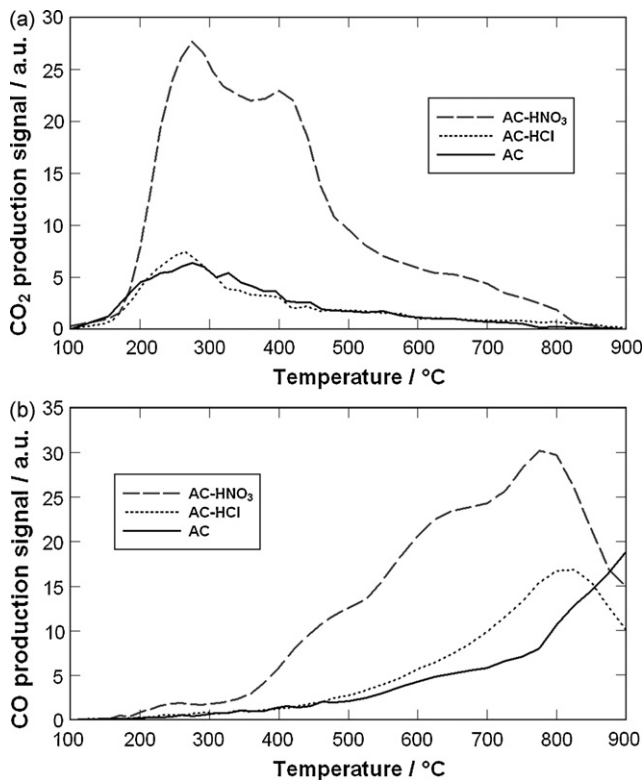 (a)
30
25
20
15
10
5
0
CO₂ production signal / a.u.
AC-HNO₃
AC-HCl
AC
100 200 300 400 500 600 700 800 900
Temperature / °C
(b)
35
30
25
20
15
10
5
0
CO production signal / a.u.
AC-HNO₃
AC-HCl
AC
100 200 300 400 500 600 700 800 900
Temperature / °C